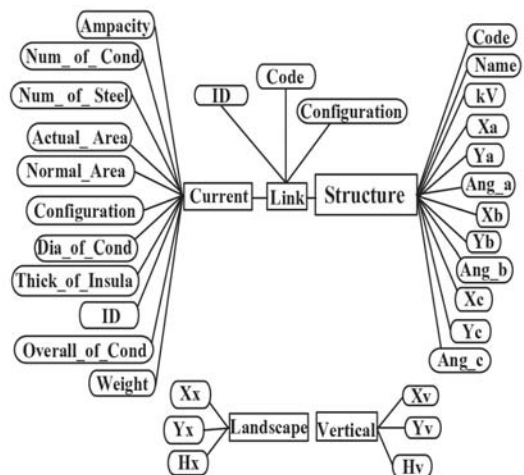 Ampacity
Num_of_Cond
Num_of_Steel
Actual_Area
Normal_Area
Configuration
Dia_of_Cond
Thick_of_Insula
ID
Overall_of_Cond
Weight
ID
Code
Configuration
Current
Link
Structure
Code
Name
kV
Xa
Ya
Ang_a
Xb
Yb
Ang_b
Xc
Yc
Ang_c
Xx
Yx
Hx
Landscape
Vertical
Xv
Yv
Hv